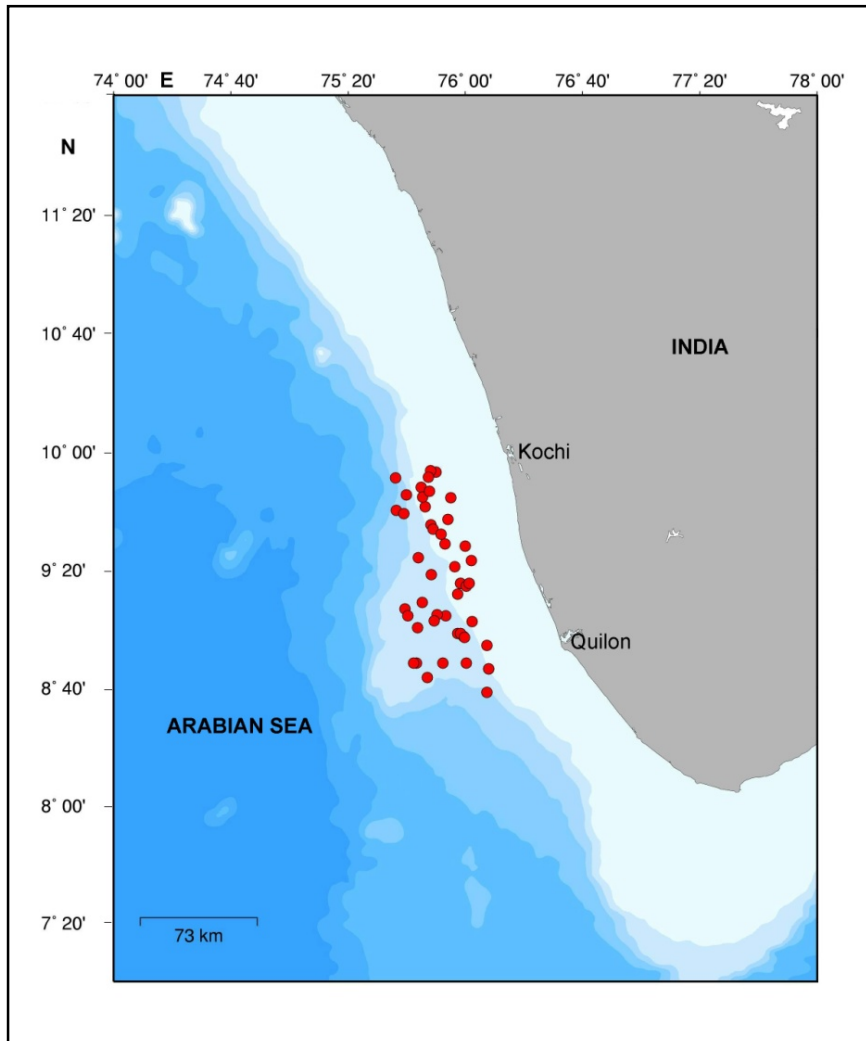 74° 00' E 74° 40' 75° 20' 76° 00' 76° 40' 77° 20' 78° 00'
N
11° 20'
10° 40'
INDIA
10° 00'
Kochi
9° 20'
Quilon
8° 40'
ARABIAN SEA
8° 00'
7° 20'
73 km